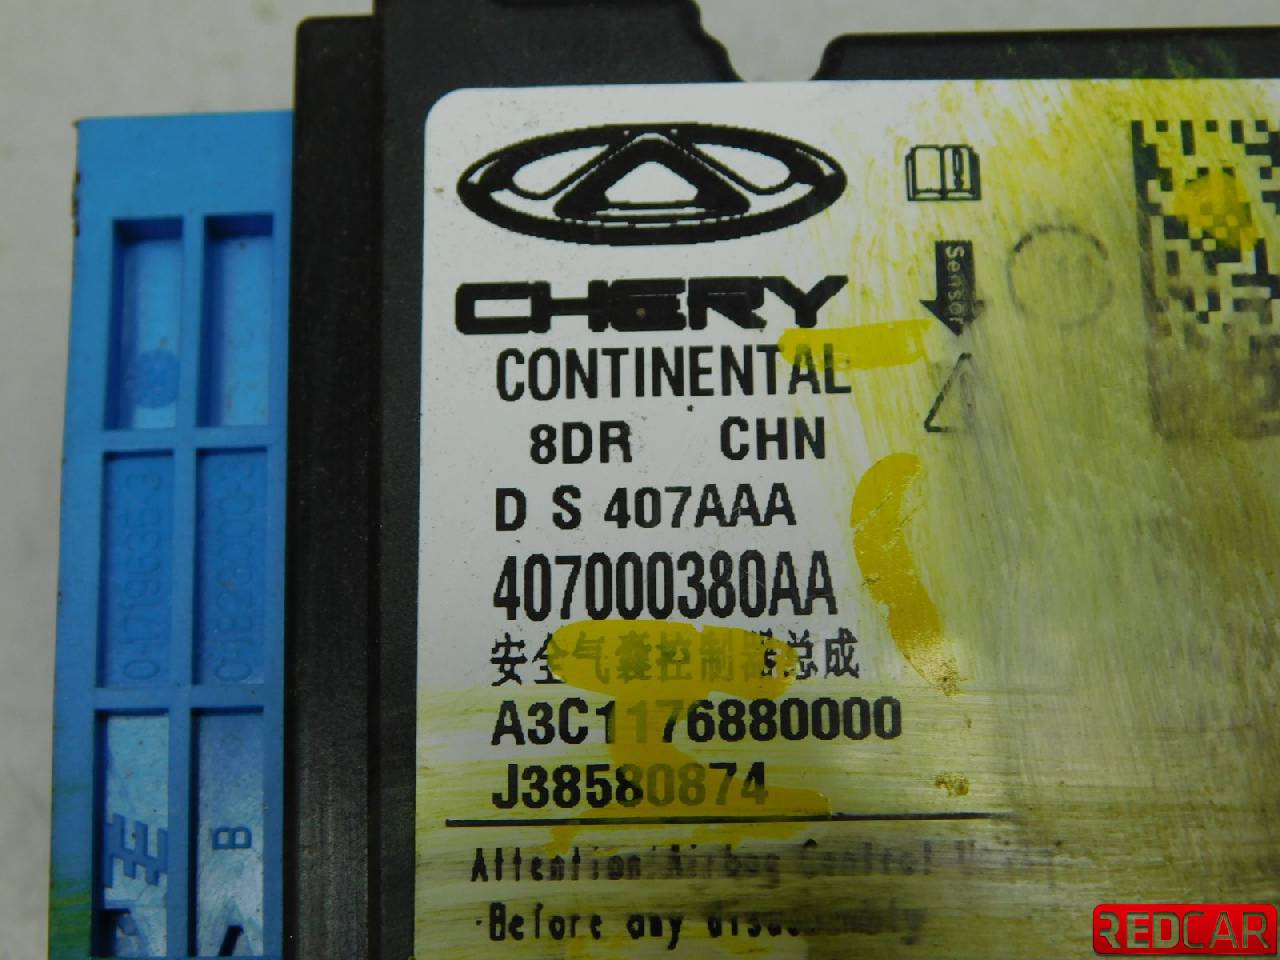 CHERY
Sensor
CONTINENTAL
8DR CHN
D S 407AAA
407000380AA
安全气囊控制器总成
A3C1176880000
J38580874
Attention Airbag Control
Before any disassembly
B
REDCAR